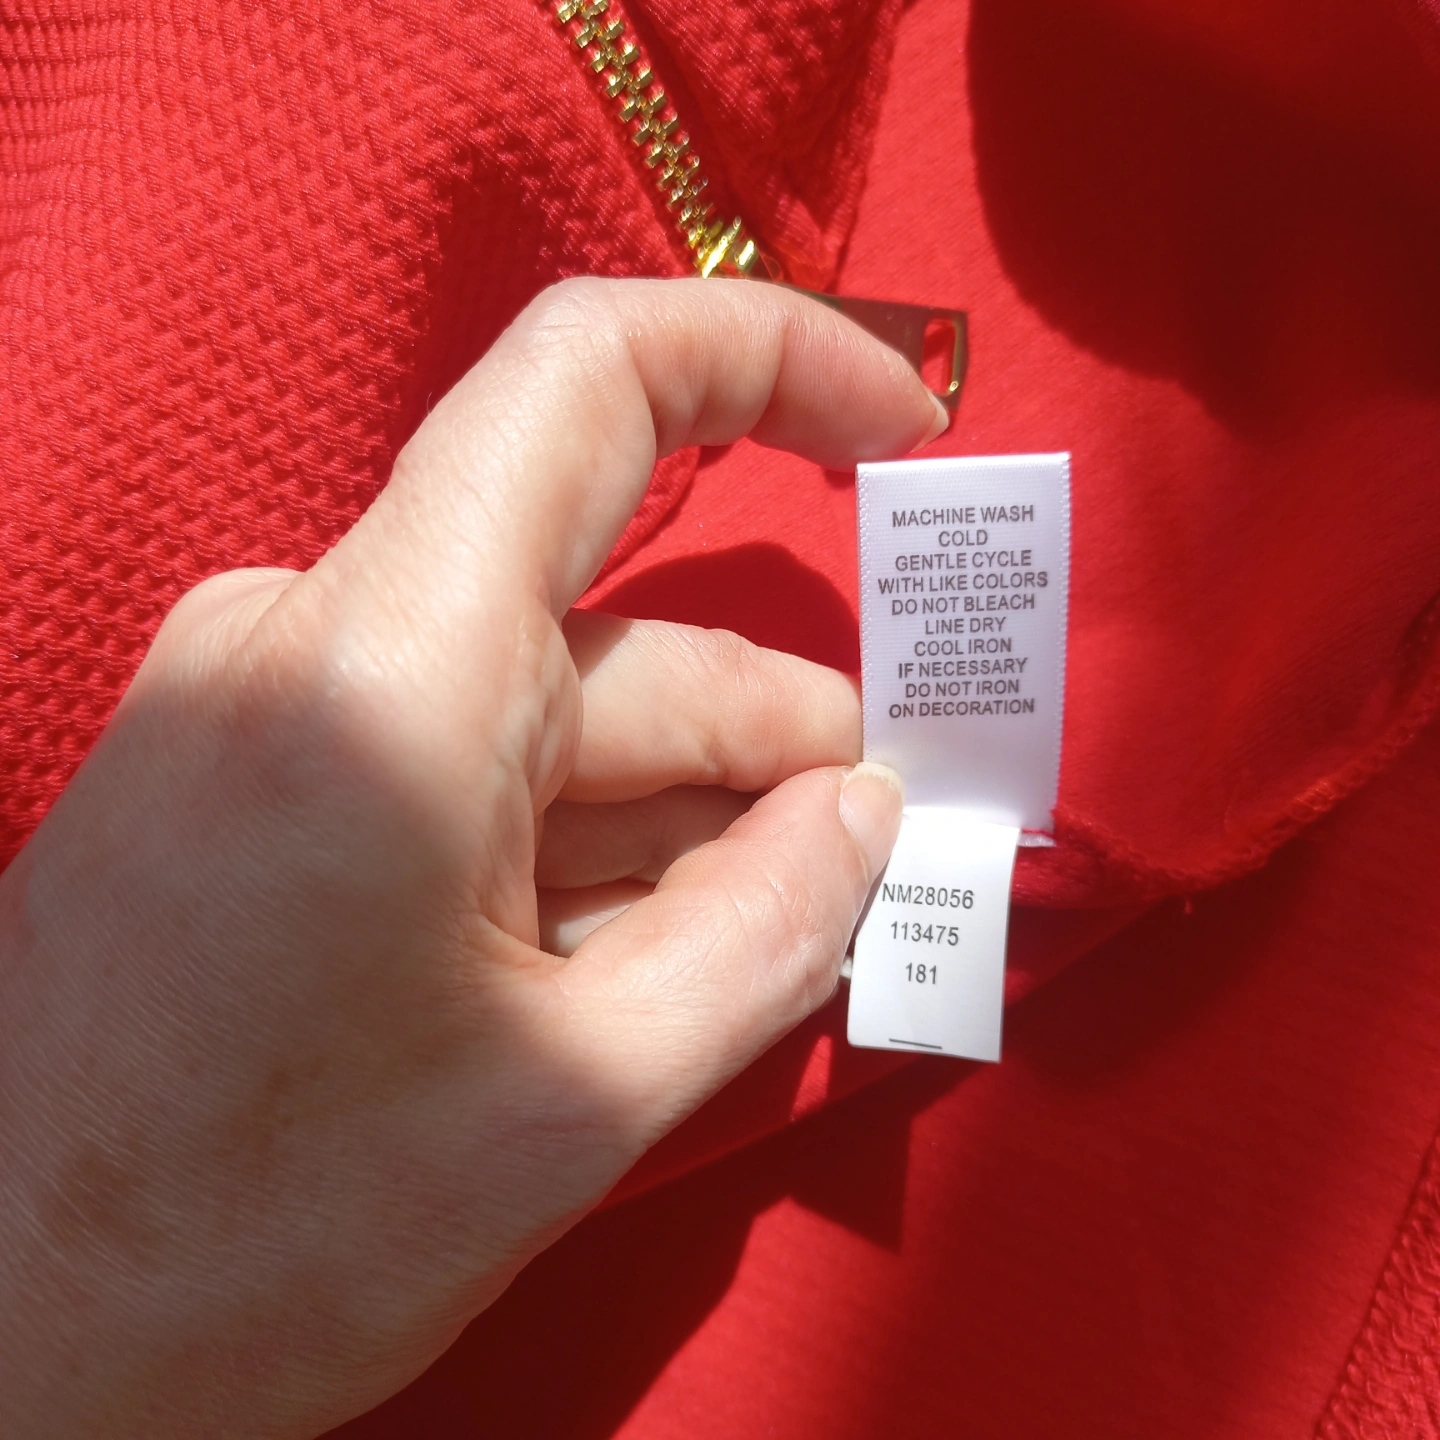 MACHINE WASH
COLD
GENTLE CYCLE
WITH LIKE COLORS
DO NOT BLEACH
LINE DRY
COOL IRON
IF NECESSARY
DO NOT IRON
ON DECORATION
NM28056
113475
181